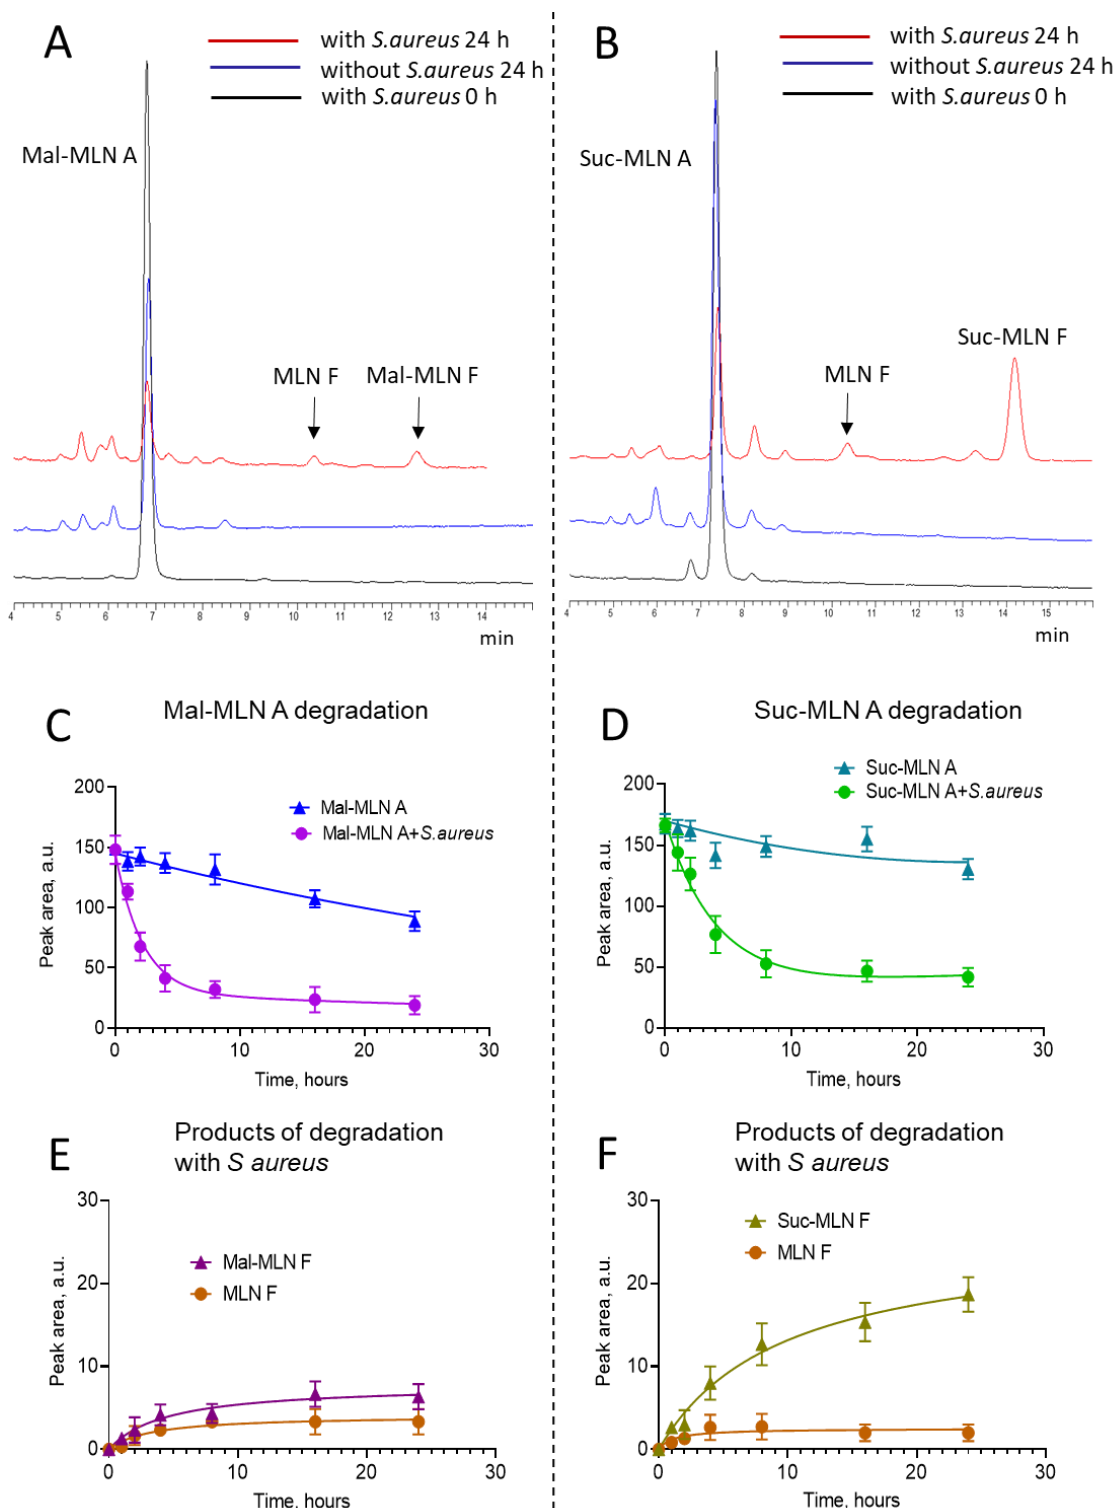 A
with S.aureus 24 h
without S.aureus 24 h
with S.aureus 0 h
Mal-MLN A
MLN F
Mal-MLN F
4 5 6 7 8 9 10 11 12 13 14
min
B
with S.aureus 24 h
without S.aureus 24 h
with S.aureus 0 h
Suc-MLN A
MLN F
Suc-MLN F
4 5 6 7 8 9 10 11 12 13 14 15
min
C
Mal-MLN A degradation
Mal-MLN A
Mal-MLN A+S.aureus
200
150
100
50
0
Peak area, a.u.
0 10 20 30
Time, hours
D
Suc-MLN A degradation
Suc-MLN A
Suc-MLN A+S.aureus
200
150
100
50
0
Peak area, a.u.
0 10 20 30
Time, hours
E
Products of degradation
with S aureus
Mal-MLN F
MLN F
30
20
10
0
Peak area, a.u.
0 10 20 30
Time, hours
F
Products of degradation
with S aureus
Suc-MLN F
MLN F
30
20
10
0
Peak area, a.u.
0 10 20 30
Time, hours